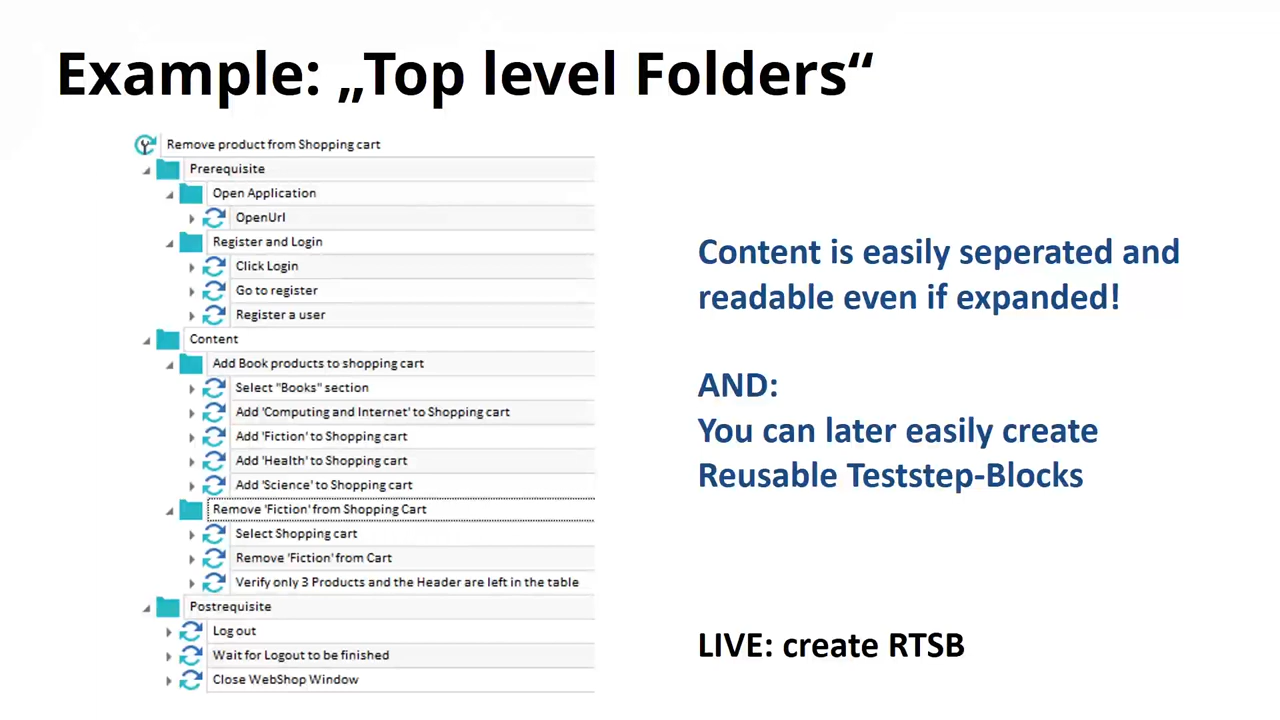 Example: „Top level Folders“
Remove product from Shopping cart
Prerequisite
Open Application
OpenUrl
Register and Login
Click Login
Go to register
Register a user
Content
Add Book products to shopping cart
Select "Books" section
Add 'Computing and Internet' to Shopping cart
Add 'Fiction' to Shopping cart
Add 'Health' to Shopping cart
Add 'Science' to Shopping cart
Remove 'Fiction' from Shopping Cart
Select Shopping cart
Remove 'Fiction' from Cart
Verify only 3 Products and the Header are left in the table
Postrequisite
Log out
Wait for Logout to be finished
Close WebShop Window
Content is easily seperated and
readable even if expanded!
AND:
You can later easily create
Reusable Teststep-Blocks
LIVE: create RTSB